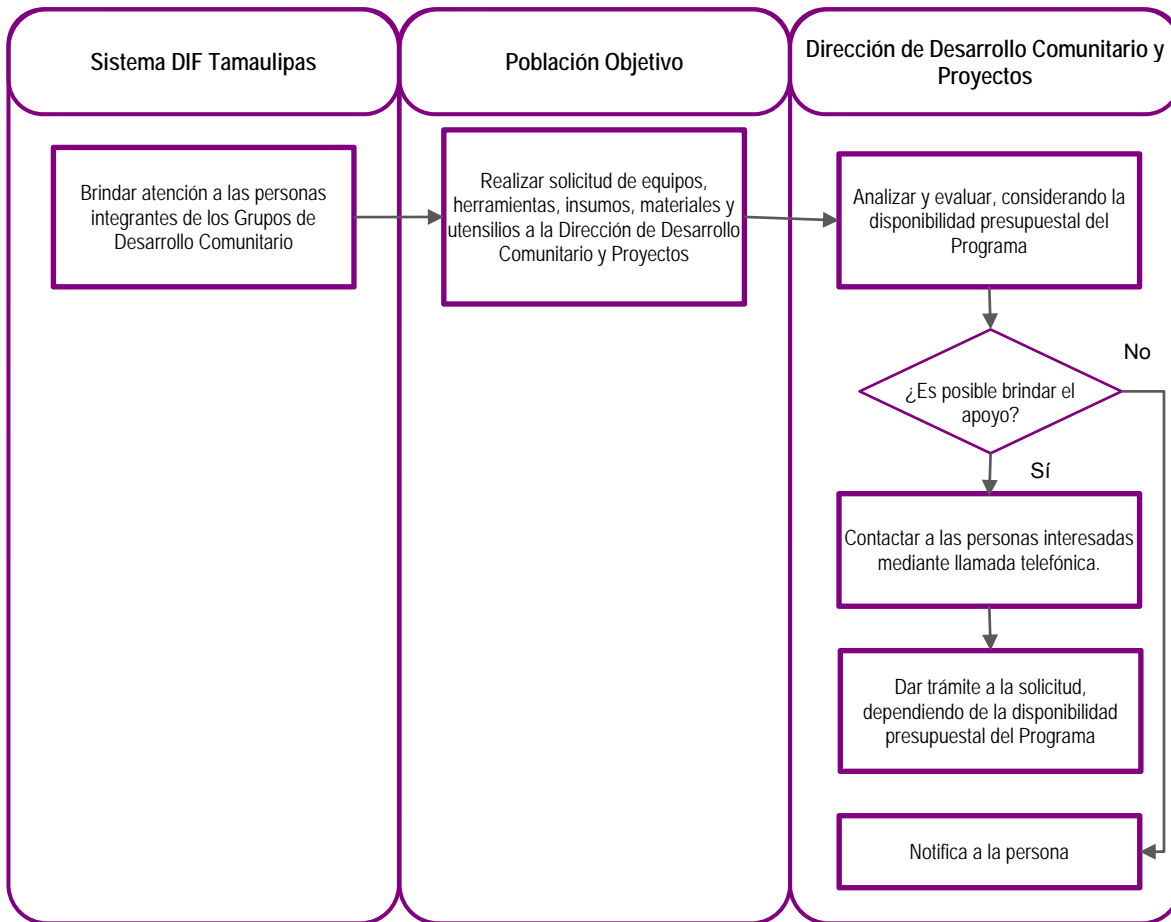 Sistema DIF Tamaulipas
Población Objetivo
Dirección de Desarrollo Comunitario y
Proyectos
Brindar atención a las personas
integrantes de los Grupos de
Desarrollo Comunitario
Realizar solicitud de equipos,
herramientas, insumos, materiales y
utensilios a la Dirección de Desarrollo
Comunitario y Proyectos
Analizar y evaluar, considerando la
disponibilidad presupuestal del
Programa
¿Es posible brindar el
apoyo?
No
Sí
Contactar a las personas interesadas
mediante llamada telefónica.
Dar trámite a la solicitud,
dependiendo de la disponibilidad
presupuestal del Programa
Notifica a la persona